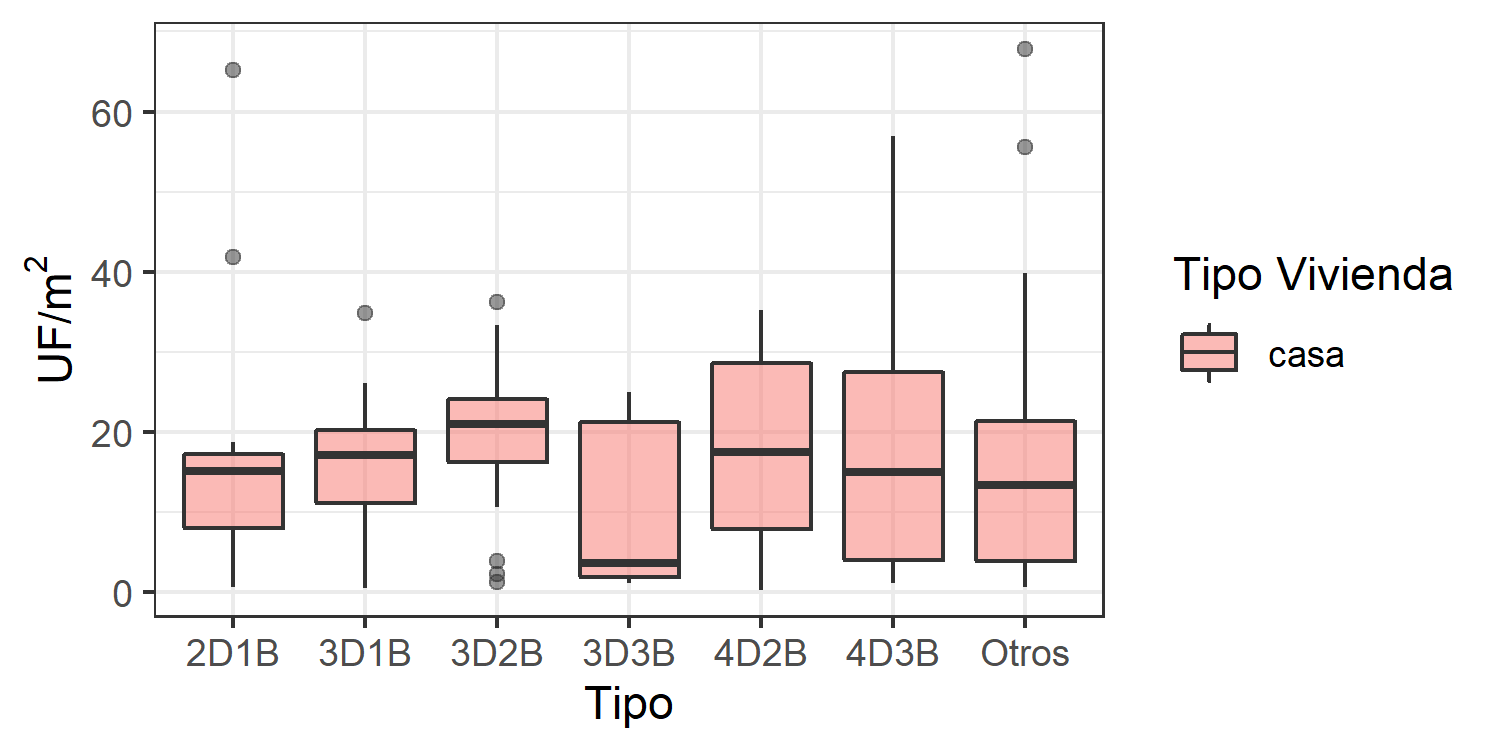 UF/m²
60
40
20
0
2D1B 3D1B 3D2B 3D3B 4D2B 4D3B Otros
Tipo
Tipo Vivienda
casa